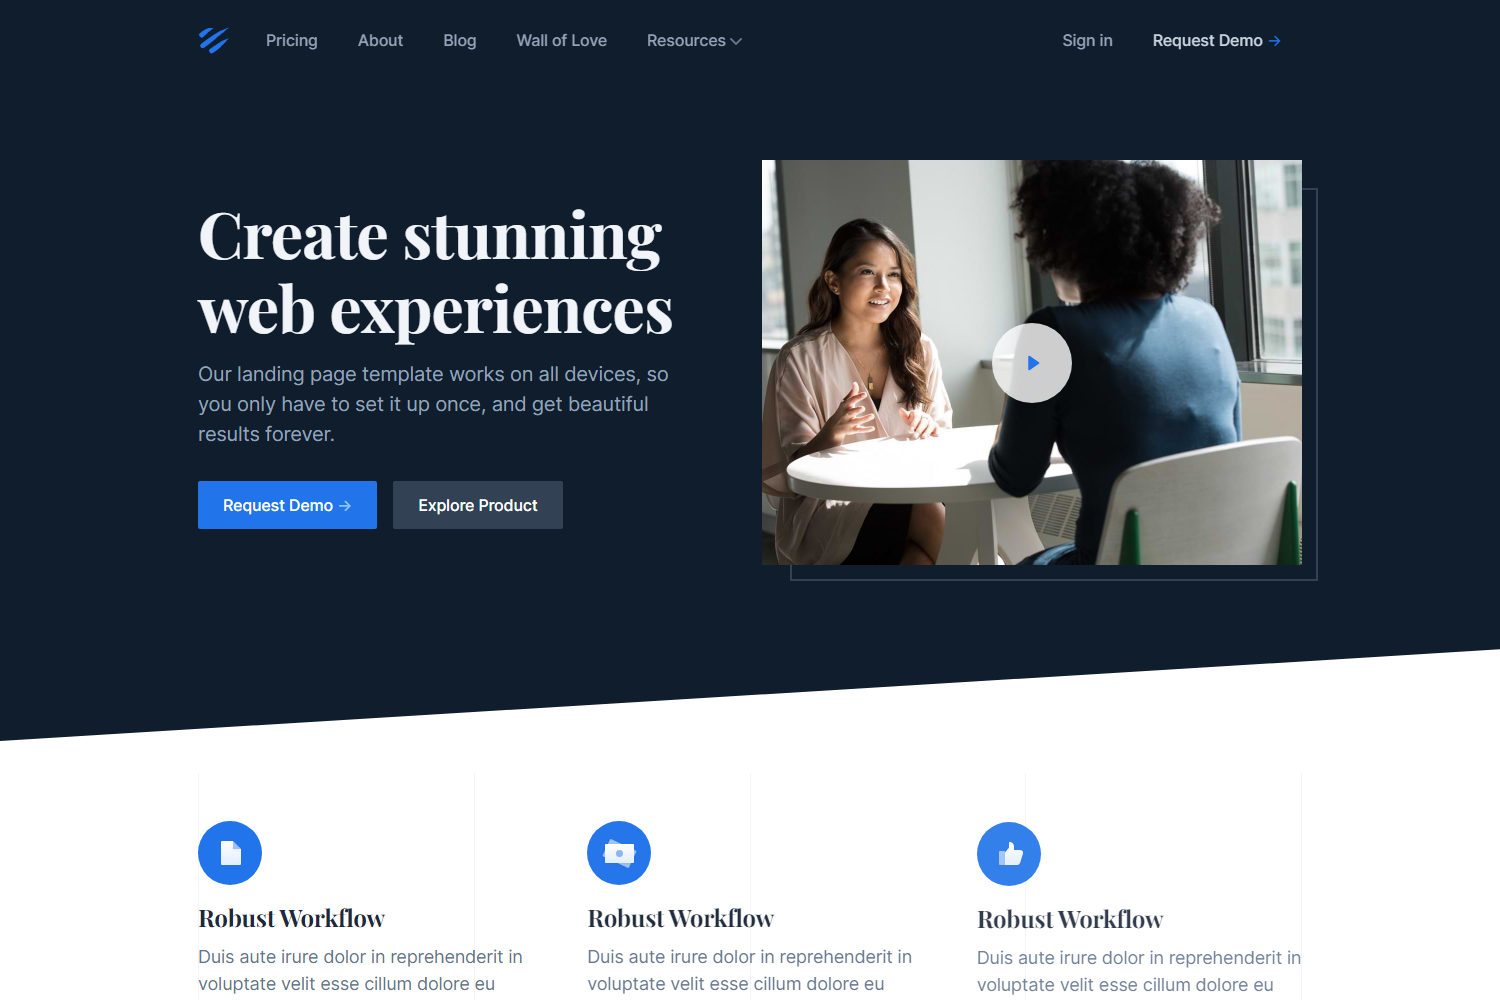 Pricing
About
Blog
Wall of Love
Resources
Sign in
Request Demo →
Create stunning
web experiences
Our landing page template works on all devices, so
you only have to set it up once, and get beautiful
results forever.
Request Demo →
Explore Product
Robust Workflow
Duis aute irure dolor in reprehenderit in
voluptate velit esse cillum dolore eu
Robust Workflow
Duis aute irure dolor in reprehenderit in
voluptate velit esse cillum dolore eu
Robust Workflow
Duis aute irure dolor in reprehenderit in
voluptate velit esse cillum dolore eu